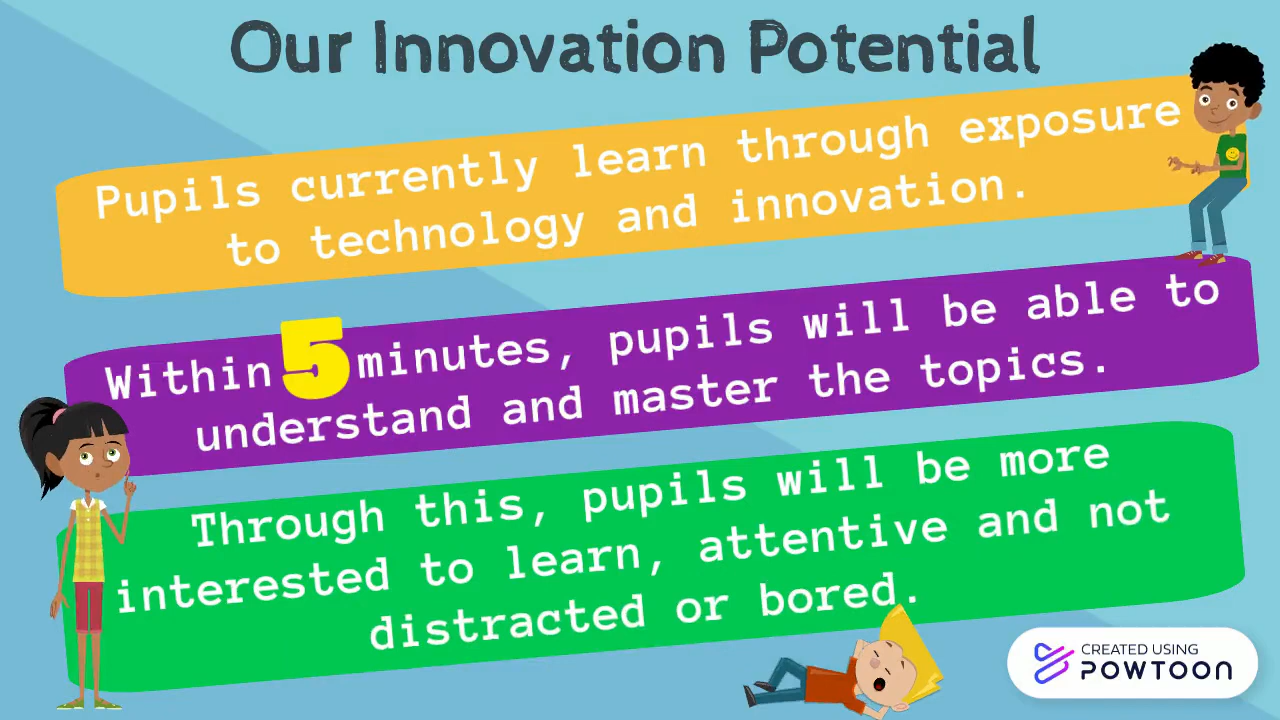 Our Innovation Potential
Pupils currently learn through exposure
to technology and innovation.
Within 5 minutes, pupils will be able to
understand and master the topics.
Through this, pupils will be more
interested to learn, attentive and not
distracted or bored.
CREATED USING
POWTOON